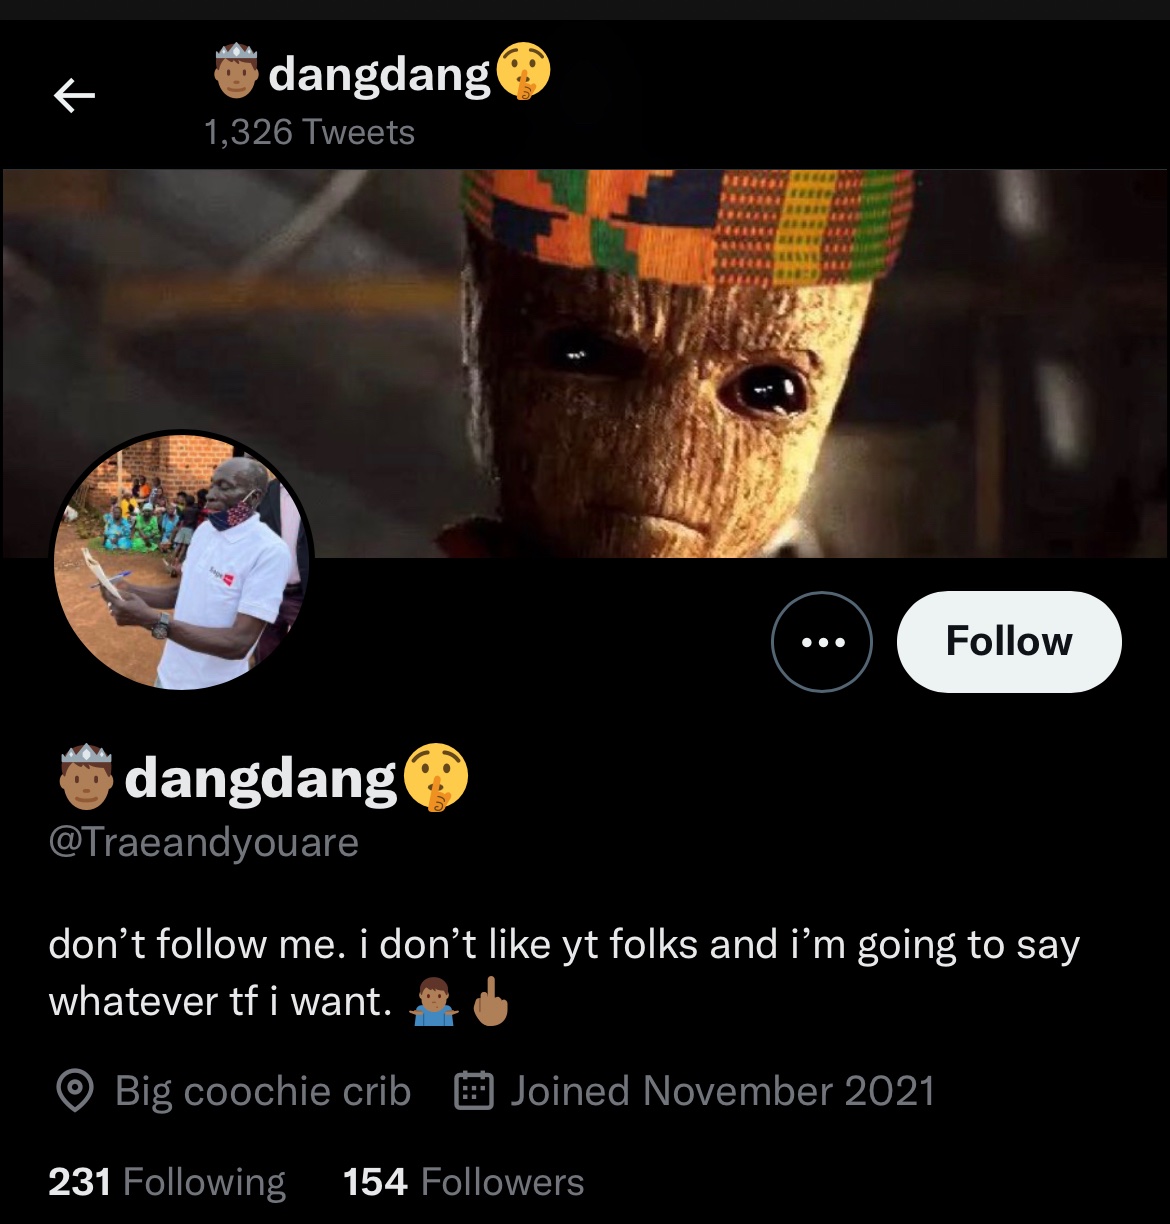 🤴🏽dangdang🤫
1,326 Tweets
Sage
Follow
🤴🏽dangdang🤫
@Traeandyouare
don’t follow me. i don’t like yt folks and i’m going to say
whatever tf i want. 🤷🏽‍♂️🖕🏽
Big coochie crib Joined November 2021
231 Following 154 Followers